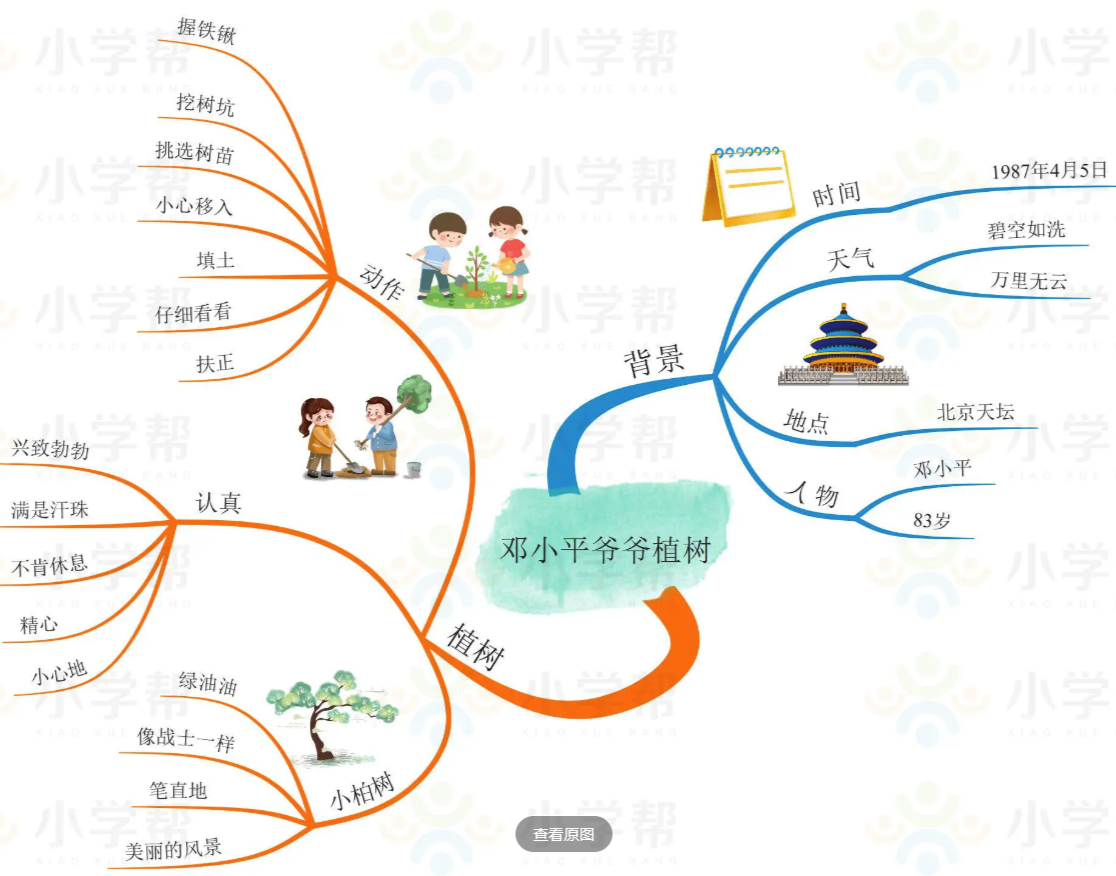 邓小平爷爷植树
背景
时间
1987年4月5日
天气
碧空如洗
万里无云
地点
北京天坛
人物
邓小平
83岁
植树
动作
握铁锹
挖树坑
挑选树苗
小心移入
填土
仔细看看
扶正
认真
兴致勃勃
满是汗珠
不肯休息
精心
小心地
小柏树
绿油油
像战士一样
笔直地
美丽的风景
查看原图
小学帮
XIAO XUE BANG